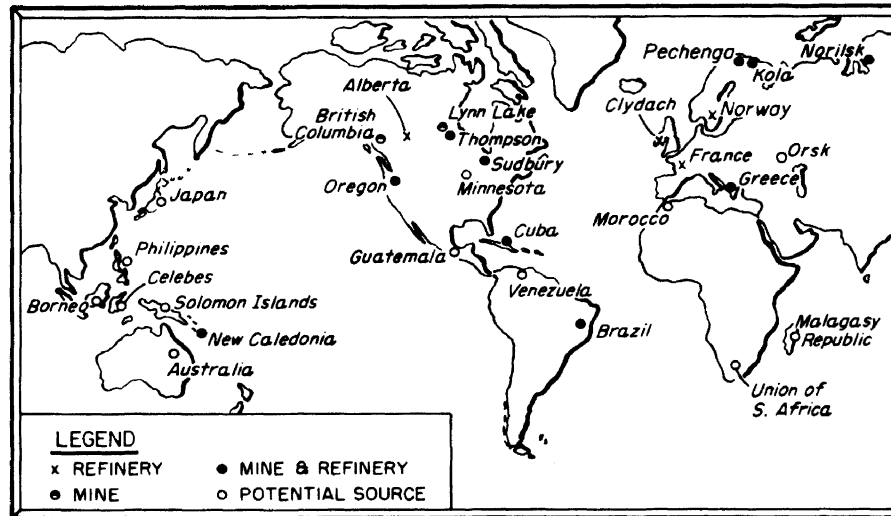 Pechenga
Norilsk
Kola
Alberta
Clydach
Norway
Lynn Lake
British
Columbia
Thompson
Sudbury
France
Orsk
Oregon
Minnesota
Greece
Japan
Morocco
Cuba
Guatemala
Philippines
Celebes
Venezuela
Borneo
Solomon Islands
New Caledonia
Brazil
Malagasy
Republic
Australia
Union of
S. Africa
LEGEND
x REFINERY
● MINE & REFINERY
◒ MINE
○ POTENTIAL SOURCE